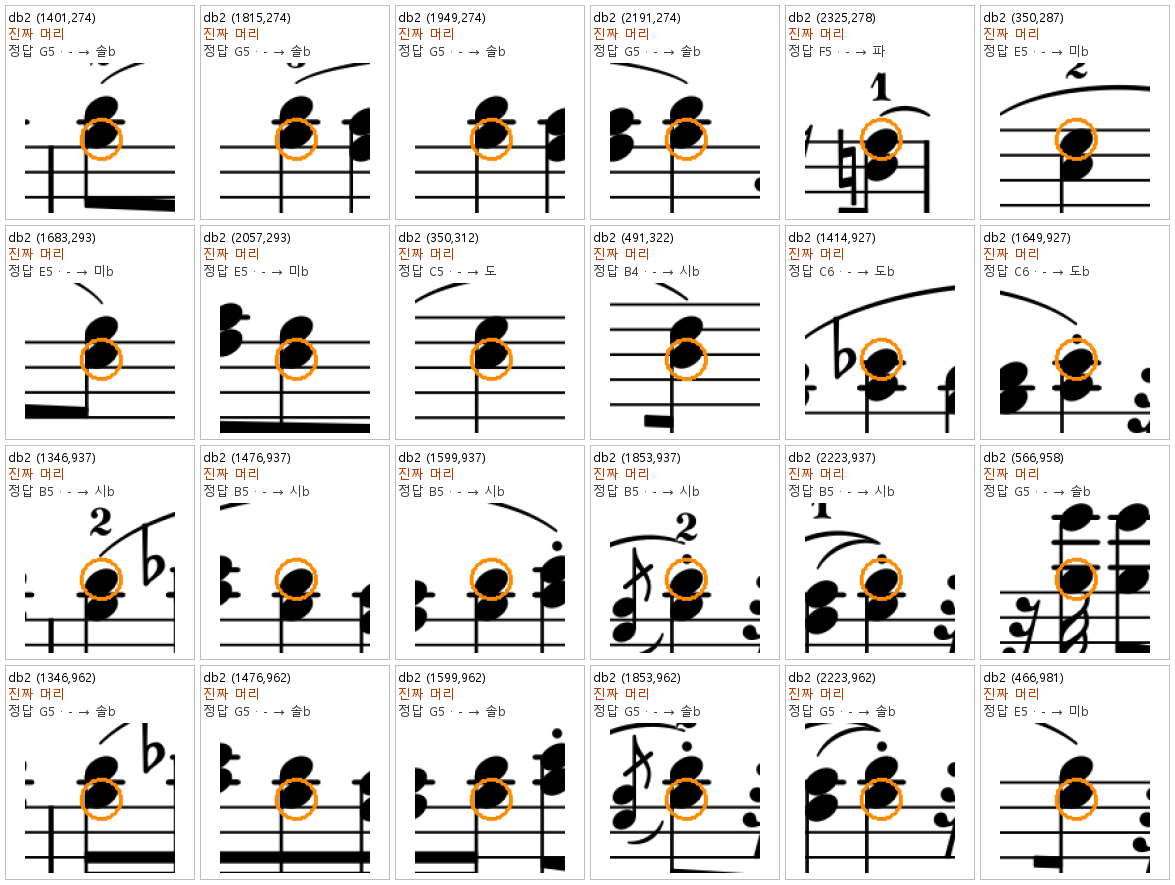 db2 (1401,274)
진짜 머리
정답 G5 · - → 솔b
db2 (1815,274)
진짜 머리
정답 G5 · - → 솔b
db2 (1949,274)
진짜 머리
정답 G5 · - → 솔b
db2 (2191,274)
진짜 머리
정답 G5 · - → 솔b
db2 (2325,278)
진짜 머리
정답 F5 · - → 파
1
db2 (350,287)
진짜 머리
정답 E5 · - → 미b
2
db2 (1683,293)
진짜 머리
정답 E5 · - → 미b
db2 (2057,293)
진짜 머리
정답 E5 · - → 미b
db2 (350,312)
진짜 머리
정답 C5 · - → 도
db2 (491,322)
진짜 머리
정답 B4 · - → 시b
db2 (1414,927)
진짜 머리
정답 C6 · - → 도b
db2 (1649,927)
진짜 머리
정답 C6 · - → 도b
db2 (1346,937)
진짜 머리
정답 B5 · - → 시b
2
db2 (1476,937)
진짜 머리
정답 B5 · - → 시b
db2 (1599,937)
진짜 머리
정답 B5 · - → 시b
db2 (1853,937)
진짜 머리
정답 B5 · - → 시b
2
db2 (2223,937)
진짜 머리
정답 B5 · - → 시b
1
db2 (566,958)
진짜 머리
정답 G5 · - → 솔b
db2 (1346,962)
진짜 머리
정답 G5 · - → 솔b
db2 (1476,962)
진짜 머리
정답 G5 · - → 솔b
db2 (1599,962)
진짜 머리
정답 G5 · - → 솔b
db2 (1853,962)
진짜 머리
정답 G5 · - → 솔b
db2 (2223,962)
진짜 머리
정답 G5 · - → 솔b
db2 (466,981)
진짜 머리
정답 E5 · - → 미b